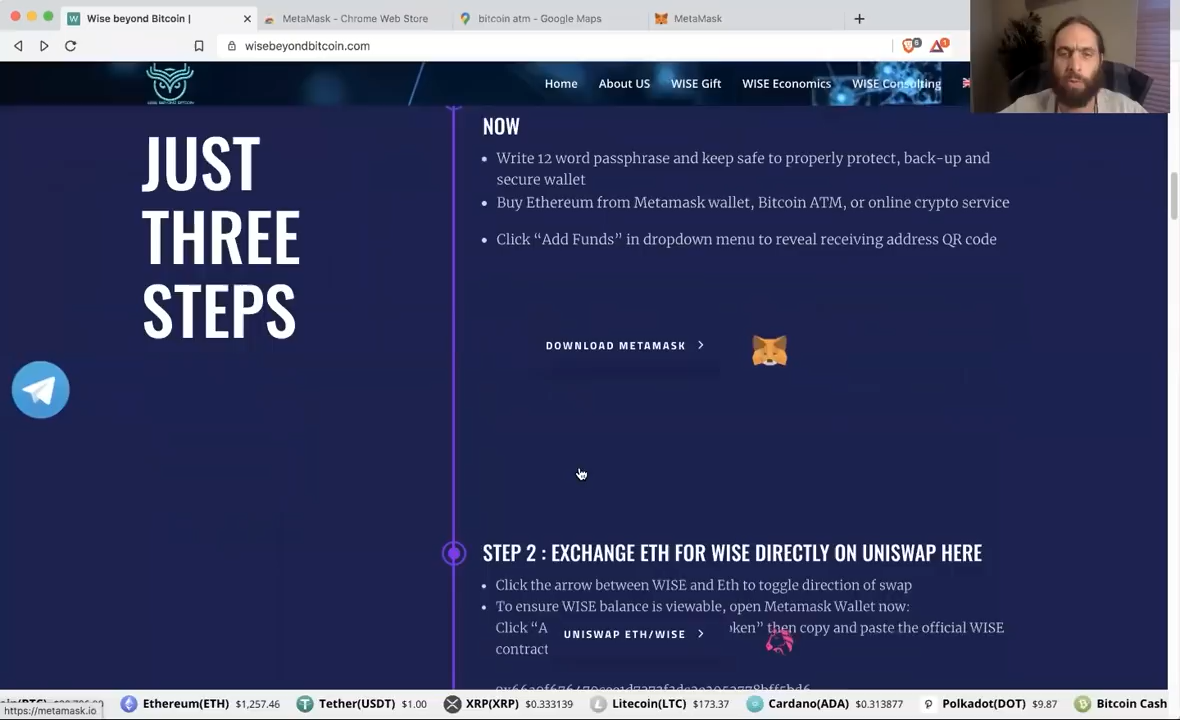 Wise beyond Bitcoin |
MetaMask - Chrome Web Store
bitcoin atm - Google Maps
MetaMask
wisebeyondbitcoin.com
6
1
WISE BEYOND BITCOIN
Home
About US
WISE Gift
WISE Economics
WISE Consulting
JUST
THREE
STEPS
NOW
• Write 12 word passphrase and keep safe to properly protect, back-up and
secure wallet
• Buy Ethereum from Metamask wallet, Bitcoin ATM, or online crypto service
• Click “Add Funds” in dropdown menu to reveal receiving address QR code
DOWNLOAD METAMASK
STEP 2 : EXCHANGE ETH FOR WISE DIRECTLY ON UNISWAP HERE
• Click the arrow between WISE and Eth to toggle direction of swap
• To ensure WISE balance is viewable, open Metamask Wallet now:
Click “A
oken” then copy and paste the official WISE
UNISWAP ETH/WISE
contract
Ethereum(ETH) $1,257.46
Tether(USDT) $1.00
XRP(XRP) $0.333139
Litecoin(LTC) $173.37
Cardano(ADA) $0.313877
Polkadot(DOT) $9.87
Bitcoin Cash
https://metamask.io